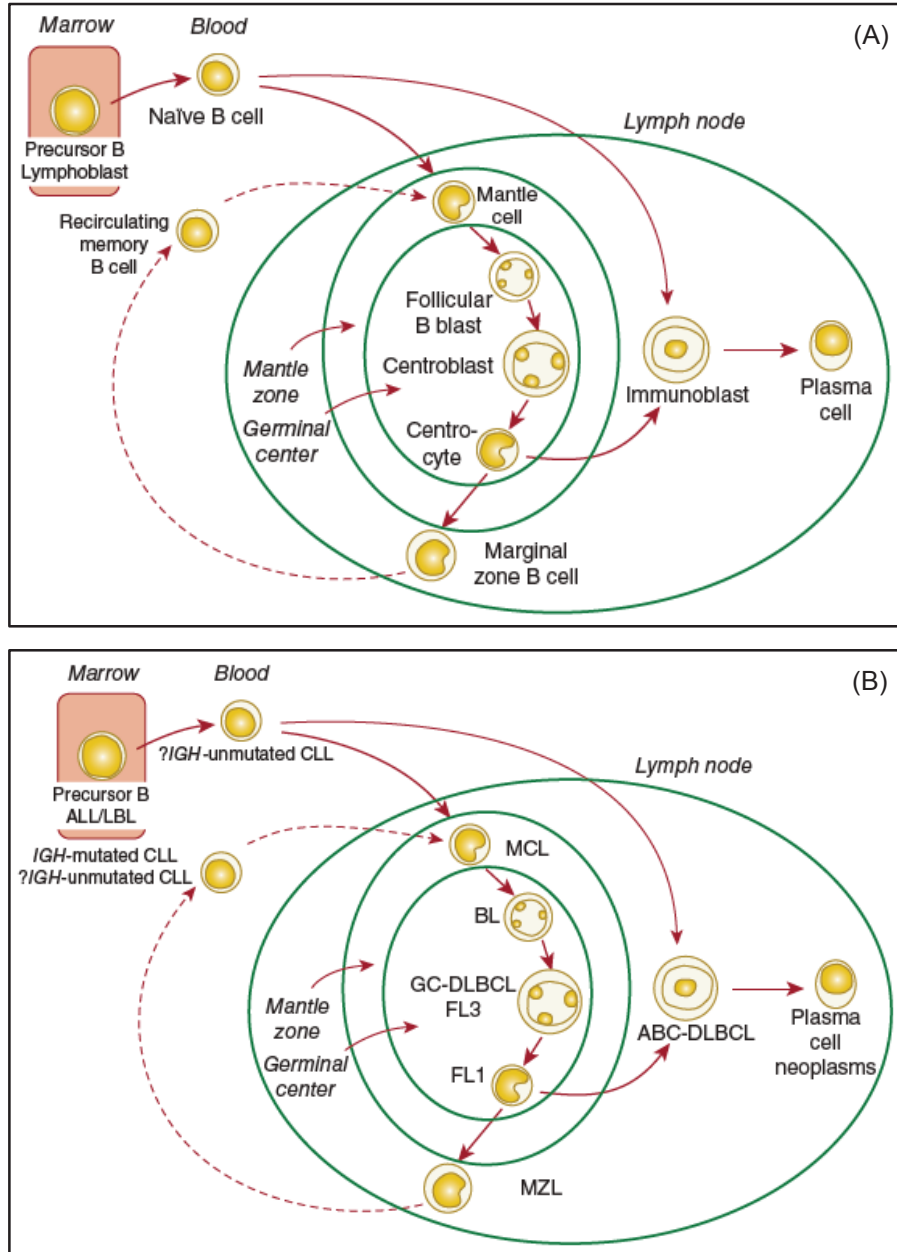 Marrow
Blood
(A)
Naïve B cell
Lymph node
Precursor B
Lymphoblast
Mantle
cell
Recirculating
memory
B cell
Follicular
B blast
Mantle
zone
Centroblast
Immunoblast
Plasma
cell
Germinal
center
Centro-
cyte
Marginal
zone B cell
Marrow
Blood
(B)
?IGH-unmutated CLL
Lymph node
Precursor B
ALL/LBL
IGH-mutated CLL
?IGH-unmutated CLL
MCL
BL
GC-DLBCL
FL3
Mantle
zone
ABC-DLBCL
Plasma
cell
neoplasms
Germinal
center
FL1
MZL